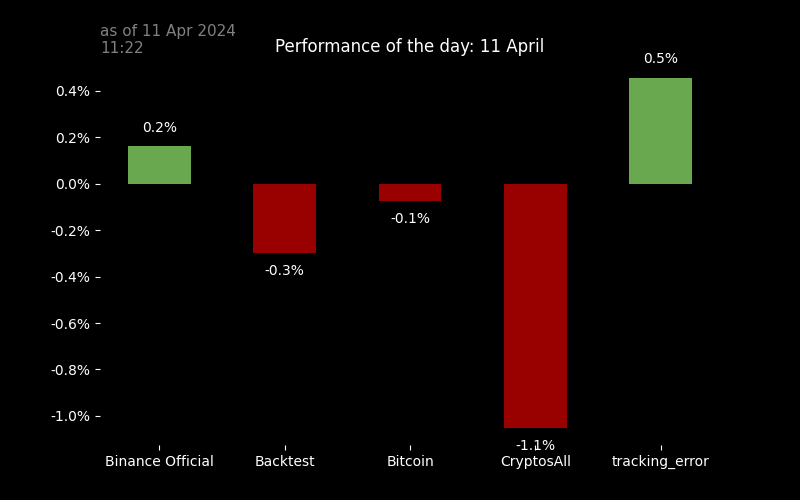 as of 11 Apr 2024
11:22
Performance of the day: 11 April
0.4%
0.2%
0.0%
-0.2%
-0.4%
-0.6%
-0.8%
-1.0%
0.2%
-0.3%
-0.1%
-1.1%
0.5%
Binance Official
Backtest
Bitcoin
CryptosAll
tracking_error